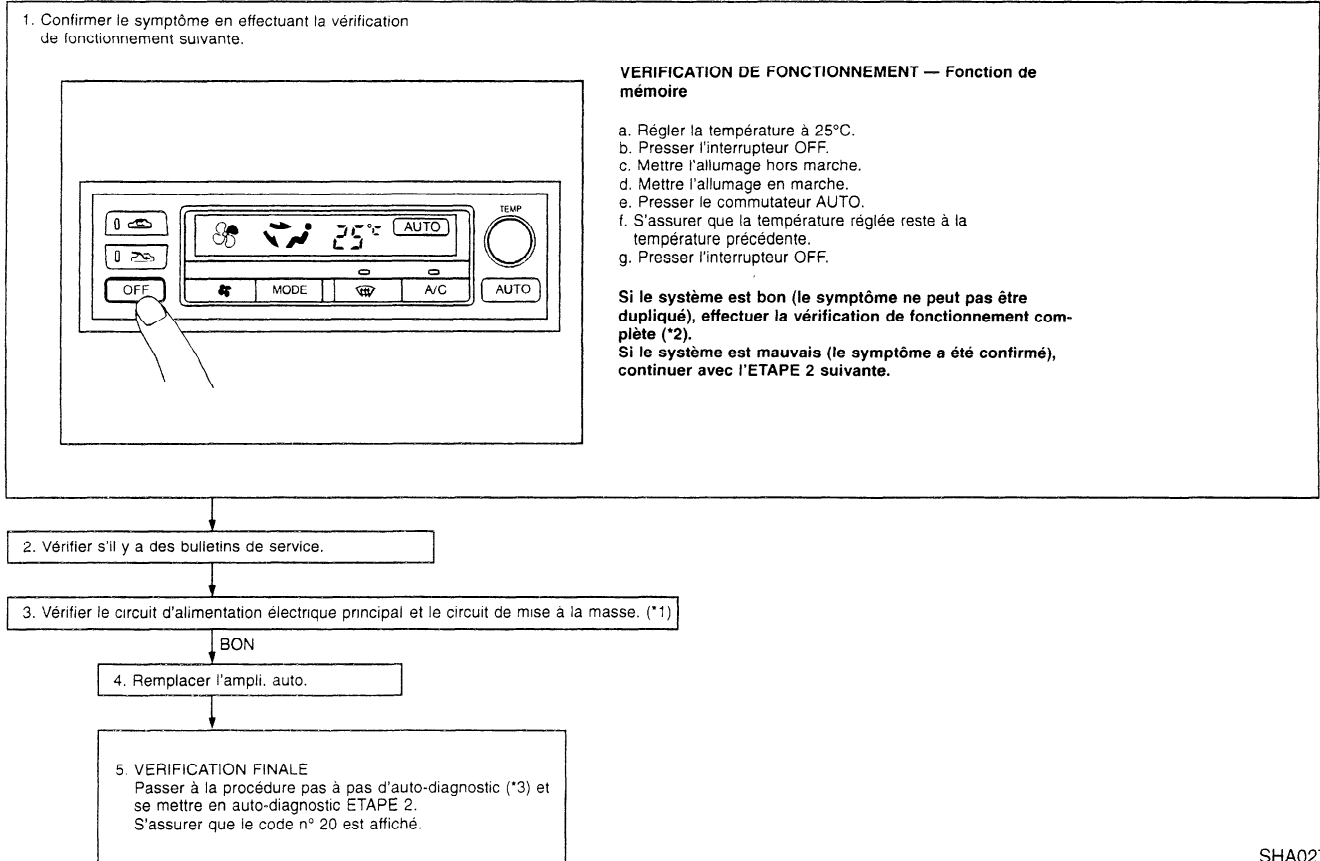 1. Confirmer le symptôme en effectuant la vérification
de fonctionnement suivante.
VERIFICATION DE FONCTIONNEMENT — Fonction de
mémoire
a. Régler la température à 25°C.
b. Presser l'interrupteur OFF.
c. Mettre l'allumage hors marche.
d. Mettre l'allumage en marche.
e. Presser le commutateur AUTO.
f. S'assurer que la température réglée reste à la
température précédente.
g. Presser l'interrupteur OFF.
Si le système est bon (le symptôme ne peut pas être
dupliqué), effectuer la vérification de fonctionnement com-
plète (*2).
Si le système est mauvais (le symptôme a été confirmé),
continuer avec l'ETAPE 2 suivante.
TEMP
25°C AUTO
OFF MODE A/C AUTO
2. Vérifier s'il y a des bulletins de service.
3. Vérifier le circuit d'alimentation électrique principal et le circuit de mise à la masse. (*1)
BON
4. Remplacer l'ampli. auto.
5. VERIFICATION FINALE
Passer à la procédure pas à pas d'auto-diagnostic (*3) et
se mettre en auto-diagnostic ETAPE 2.
S'assurer que le code n° 20 est affiché.